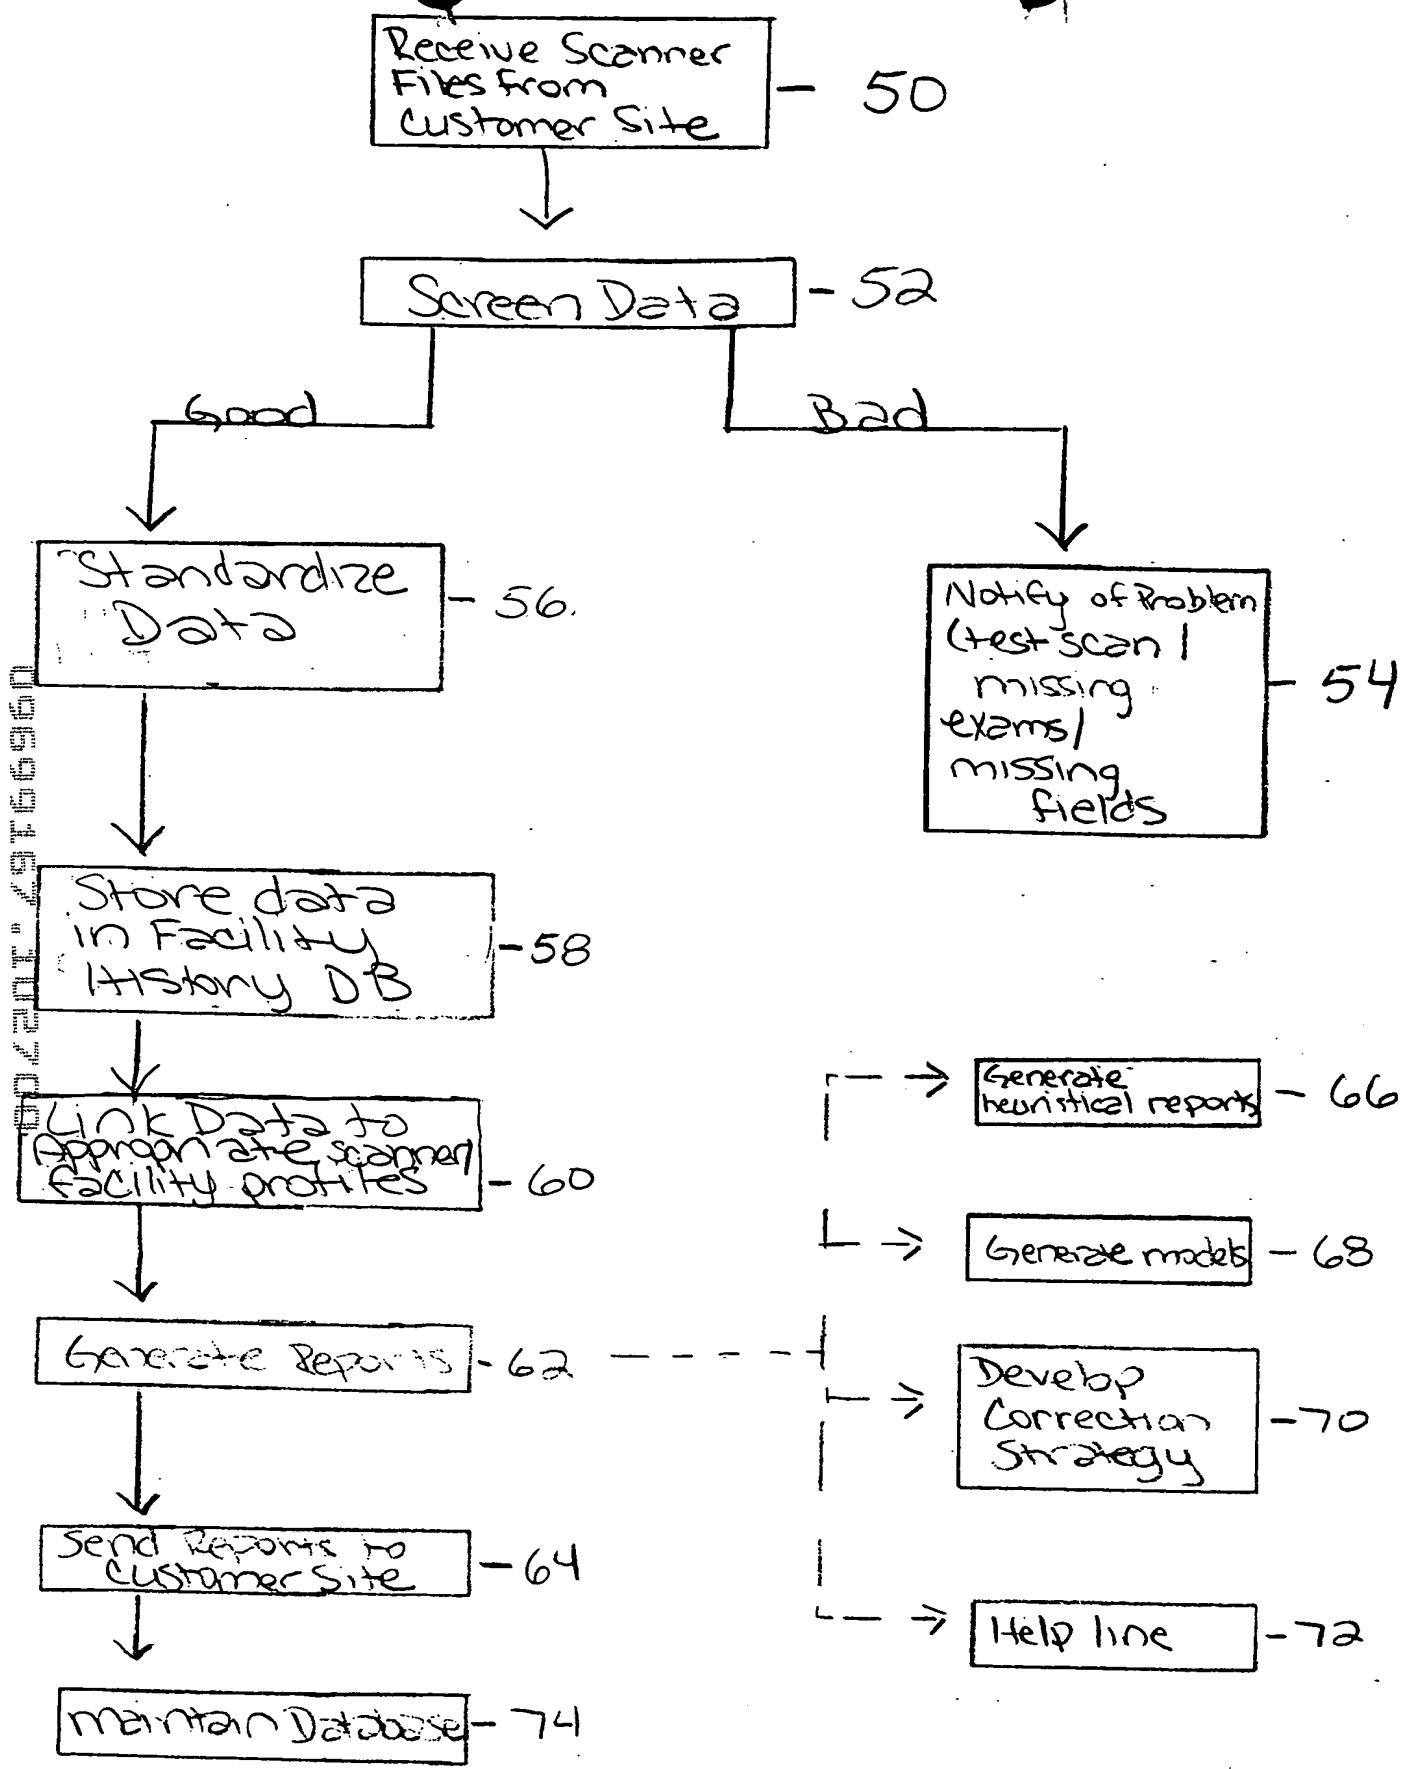 Receive Scanner
Files from
Customer Site
- 50
Screen Data
- 52
Good
Bad
Standardize
Data
- 56.
Notify of Problem
(test scan /
missing
exams/
missing
fields
- 54
Store data
in Facility
History DB
- 58
Link Data to
Appropriate scanner/
facility profiles
- 60
Generate
heuristical reports
- 66
Generate models
- 68
Generate Reports
- 62
Develop
Correction
Strategy
- 70
Send Reports to
Customer Site
- 64
Help line
- 72
maintain Database
- 74
09699167.102700